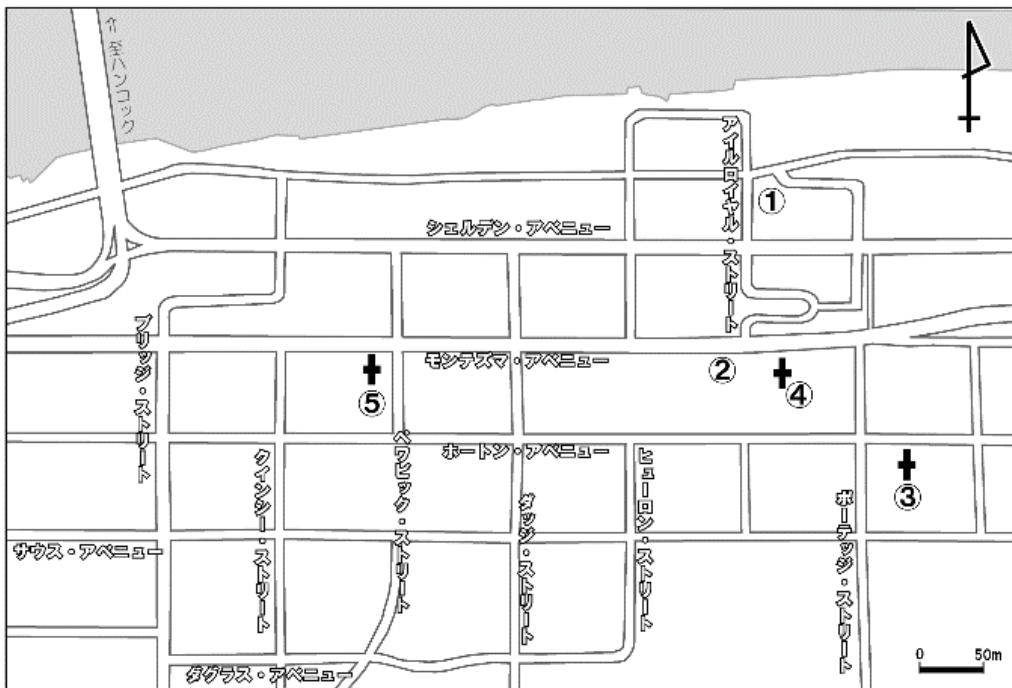 ⇧至ハンコック
アイルロイヤル・ストリート
①
シェルデン・アベニュー
ブリッジ・ストリート
モンテズマ・アベニュー
②
④
⑤
ホートン・アベニュー
クインシー・ストリート
ペワビック・ストリート
ダッジ・ストリート
ヒューロン・ストリート
ポーテッジ・ストリート
③
サウス・アベニュー
ダグラス・アベニュー
0 50m